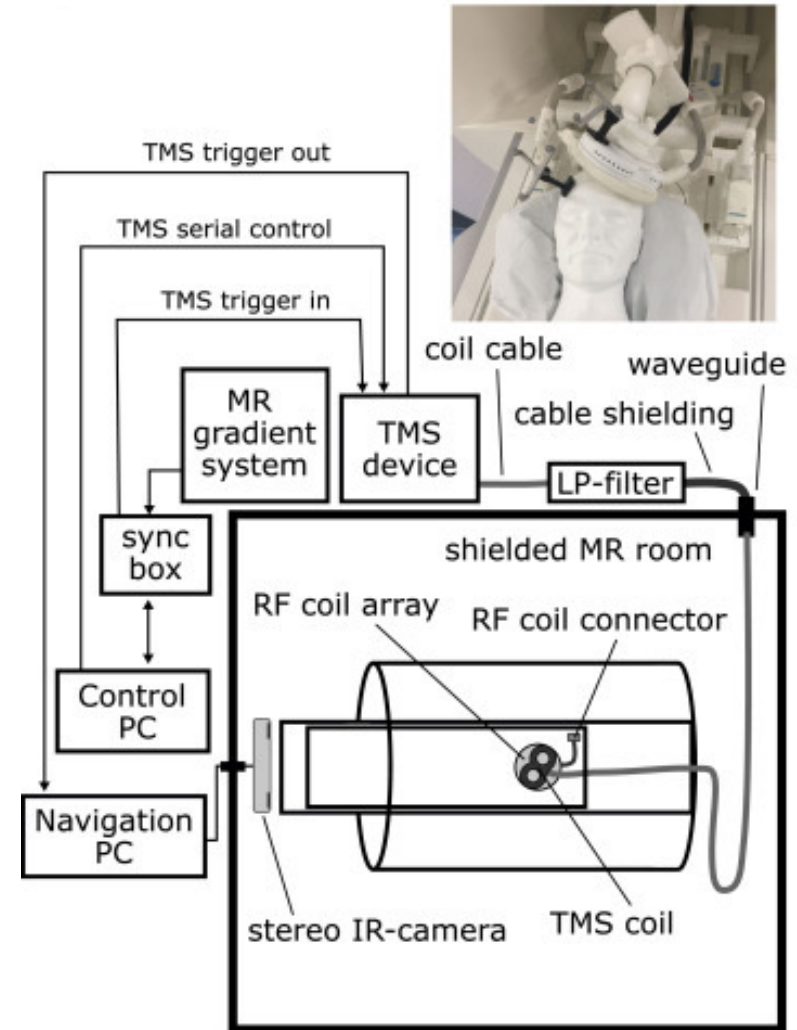 TMS trigger out
TMS serial control
TMS trigger in
coil cable
waveguide
cable shielding
MR
gradient
system
TMS
device
LP-filter
sync
box
shielded MR room
RF coil array
RF coil connector
Control
PC
Navigation
PC
stereo IR-camera
TMS coil